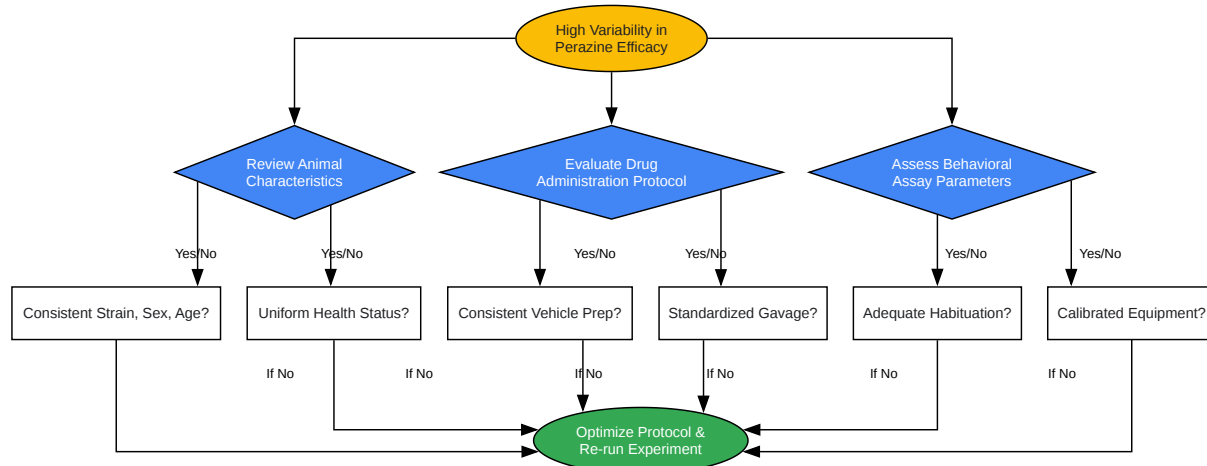 High Variability in
Perazine Efficacy
Review Animal
Characteristics
Evaluate Drug
Administration Protocol
Assess Behavioral
Assay Parameters
Yes/No
Yes/No
Yes/No
Yes/No
Yes/No
Yes/No
Consistent Strain, Sex, Age?
Uniform Health Status?
Consistent Vehicle Prep?
Standardized Gavage?
Adequate Habituation?
Calibrated Equipment?
If No
If No
If No
If No
If No
If No
Optimize Protocol &
Re-run Experiment